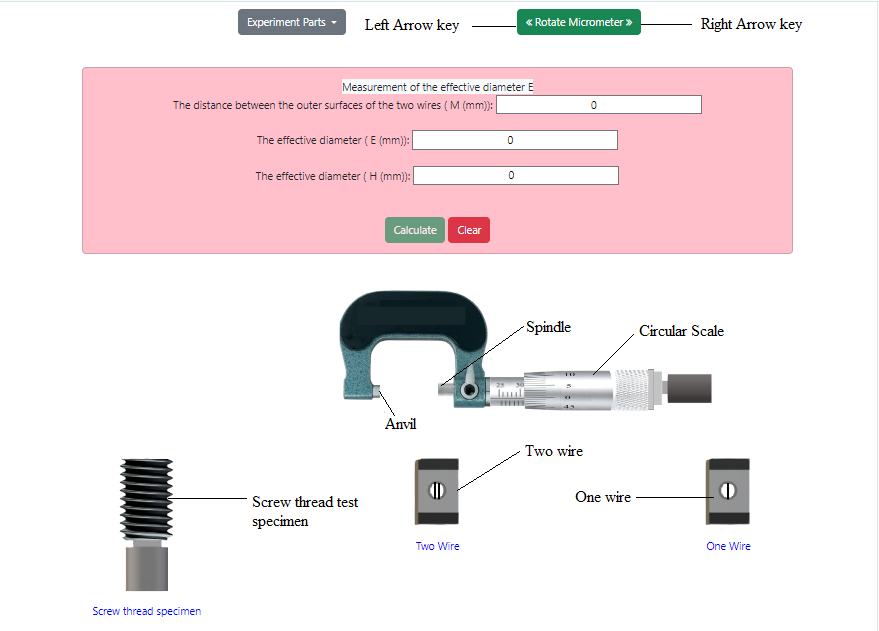 Experiment Parts
Left Arrow key
« Rotate Micrometer »
Right Arrow key
Measurement of the effective diameter E
The distance between the outer surfaces of the two wires ( M (mm)): 0
The effective diameter ( E (mm)): 0
The effective diameter ( H (mm)): 0
Calculate Clear
Spindle
Circular Scale
25 30
10
5
0
45
Anvil
Two wire
One wire
Screw thread test
specimen
Two Wire
One Wire
Screw thread specimen